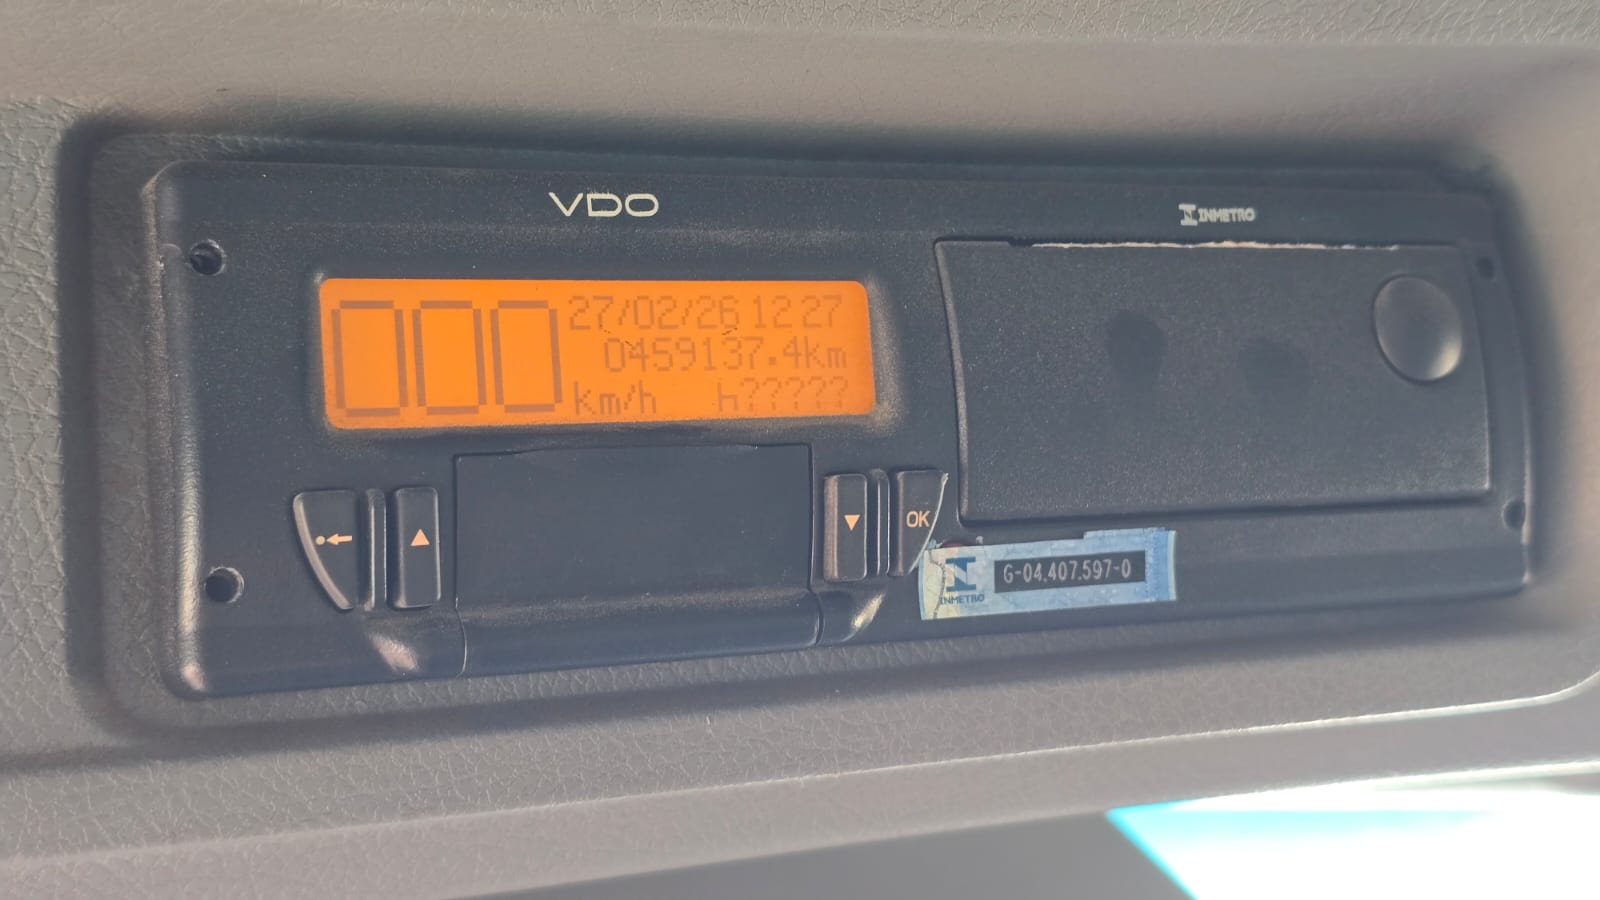 VDO
INMETRO
000
27/02/26 12 27
0459137.4km
km/h h?????
OK
INMETRO
G-04.407.597-0